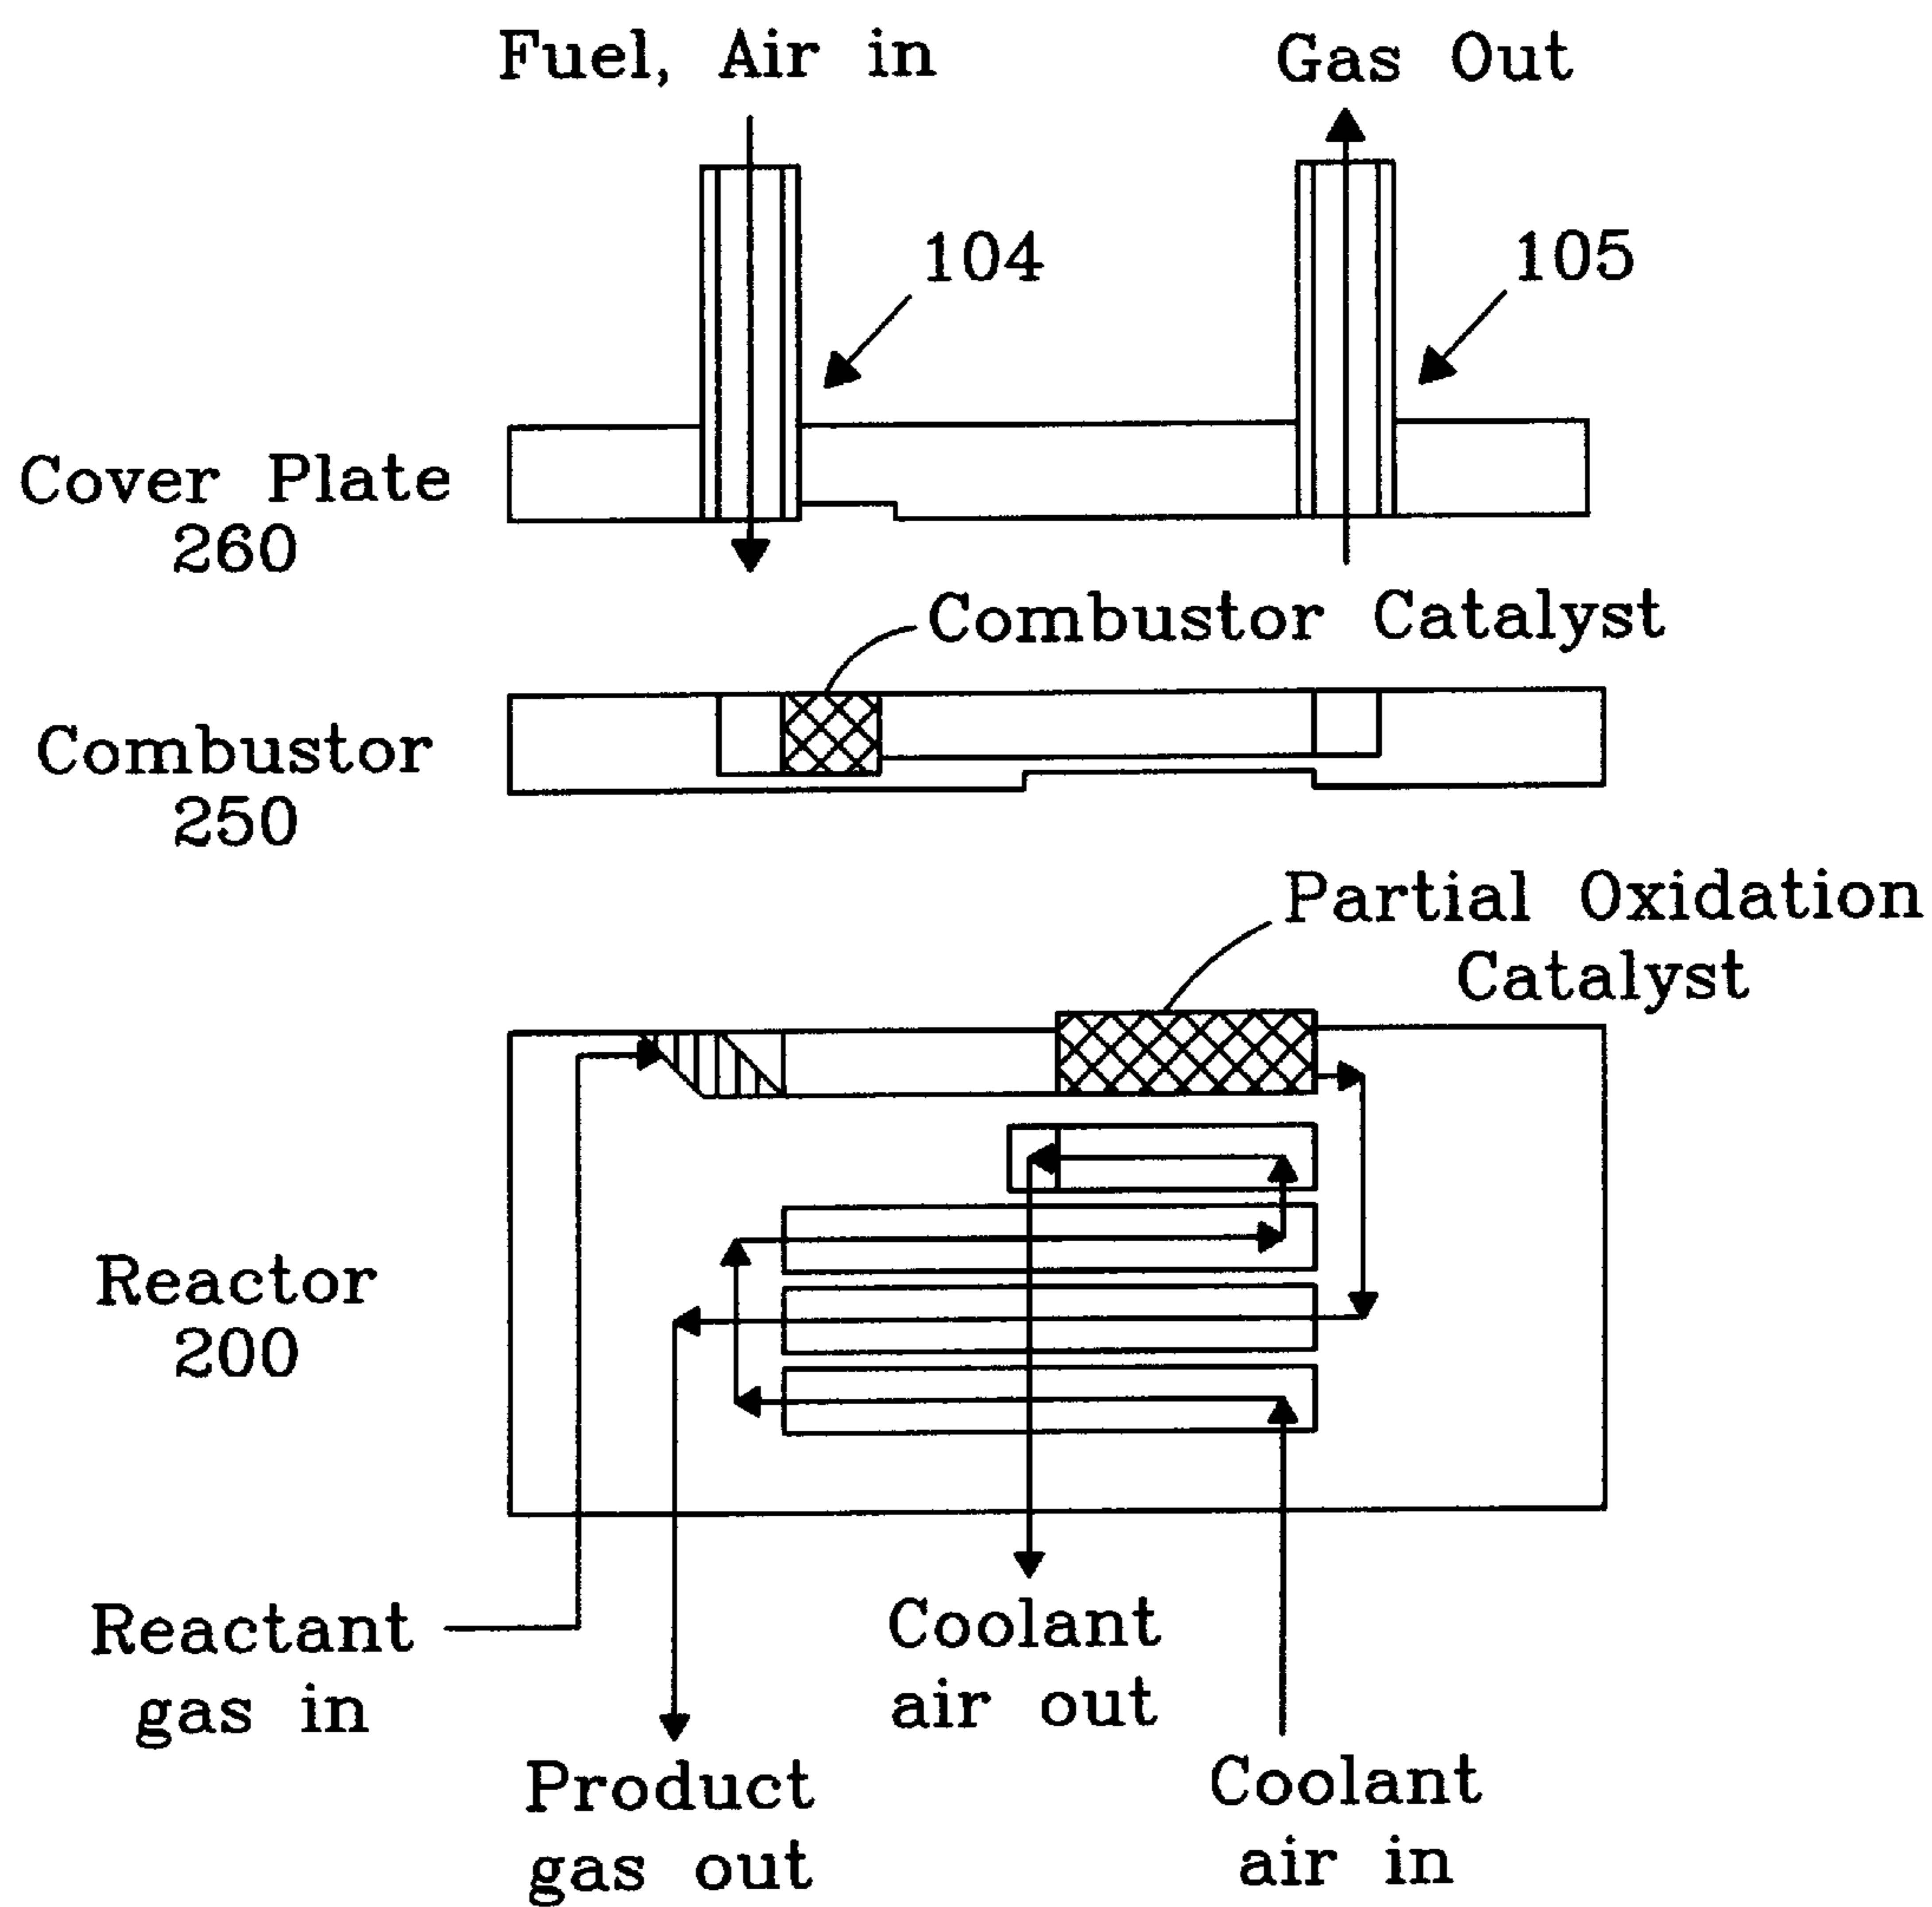 Fuel, Air in
Gas Out
104
105
Cover Plate
260
Combustor Catalyst
Combustor
250
Partial Oxidation
Catalyst
Reactor
200
Reactant
gas in
Coolant
air out
Product
gas out
Coolant
air in